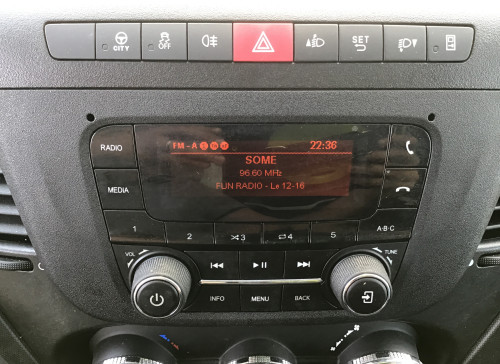 CITY OFF SET
RADIO
MEDIA
FM - A
22:36
SOME
96.60 MHz
FUN RADIO - Le 12-16
1 2 3 4 5 A·B·C
VOL
TUNE
INFO MENU BACK